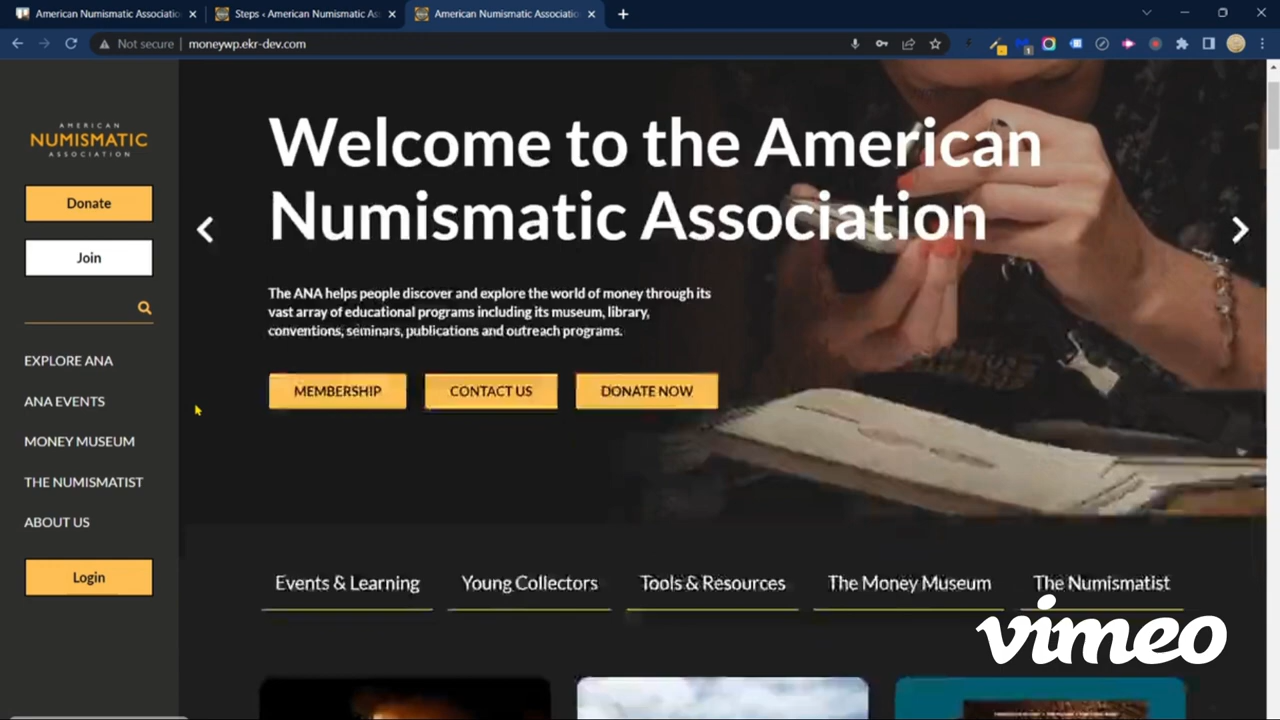 American Numismatic Associatio
Steps ‹ American Numismatic As
American Numismatic Associatio
Not secure
moneywp.ekr-dev.com
1
AMERICAN
NUMISMATIC
ASSOCIATION
Donate
Join
EXPLORE ANA
ANA EVENTS
MONEY MUSEUM
THE NUMISMATIST
ABOUT US
Login
Welcome to the American
Numismatic Association
The ANA helps people discover and explore the world of money through its
vast array of educational programs including its museum, library,
conventions, seminars, publications and outreach programs.
MEMBERSHIP
CONTACT US
DONATE NOW
Events & Learning
Young Collectors
Tools & Resources
The Money Museum
The Numismatist
vimeo